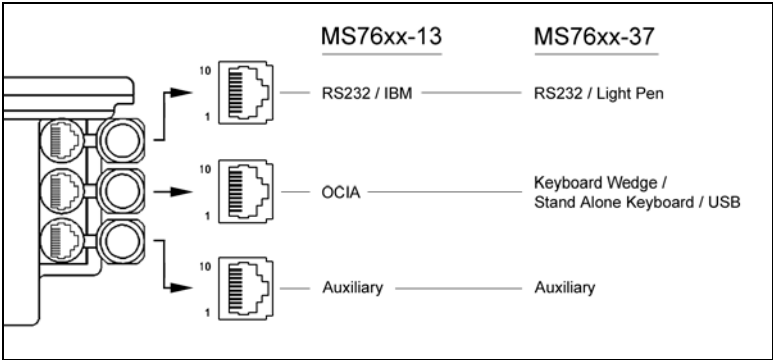 MS76xx-13 MS76xx-37
10
1
RS232 / IBM RS232 / Light Pen
10
1
OCIA Keyboard Wedge /
Stand Alone Keyboard / USB
10
1
Auxiliary Auxiliary